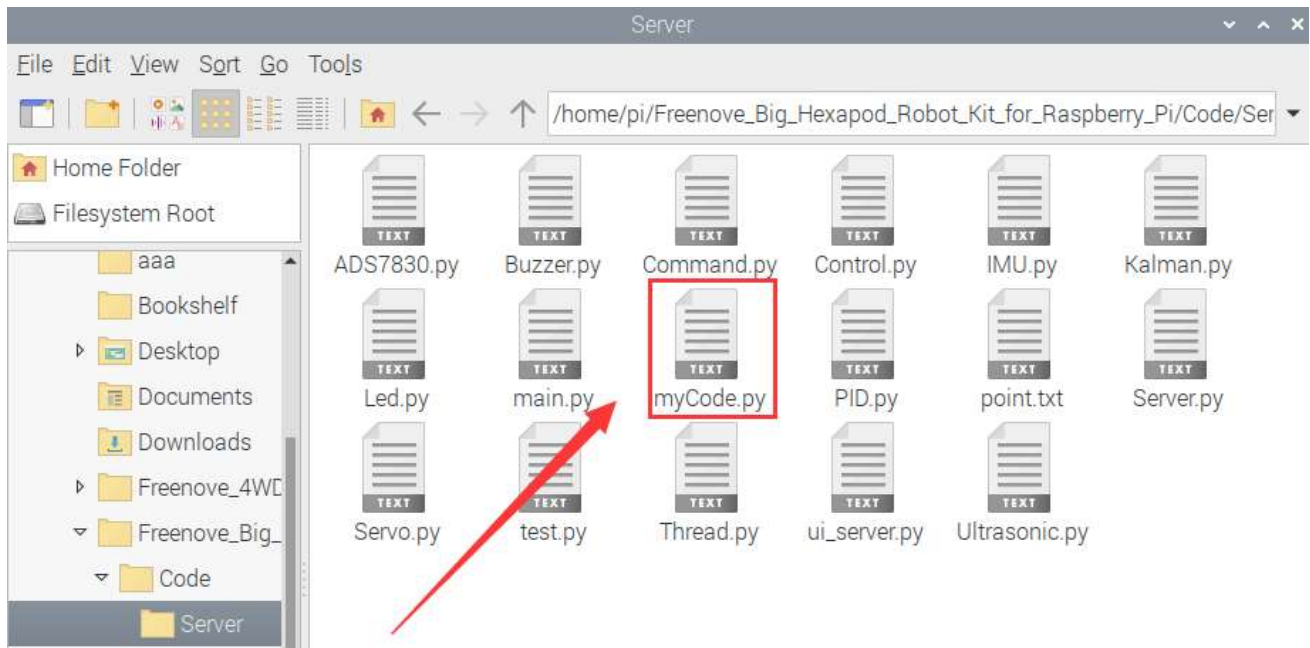 Server
File Edit View Sort Go Tools
/home/pi/Freenove_Big_Hexapod_Robot_Kit_for_Raspberry_Pi/Code/Ser
Home Folder
Filesystem Root
aaa
Bookshelf
Desktop
Documents
Downloads
Freenove_4WD
Freenove_Big_
Code
Server
TEXT TEXT TEXT TEXT TEXT TEXT
ADS7830.py Buzzer.py Command.py Control.py IMU.py Kalman.py
TEXT TEXT TEXT TEXT TEXT TEXT
Led.py main.py myCode.py PID.py point.txt Server.py
TEXT TEXT TEXT TEXT TEXT
Servo.py test.py Thread.py ui_server.py Ultrasonic.py